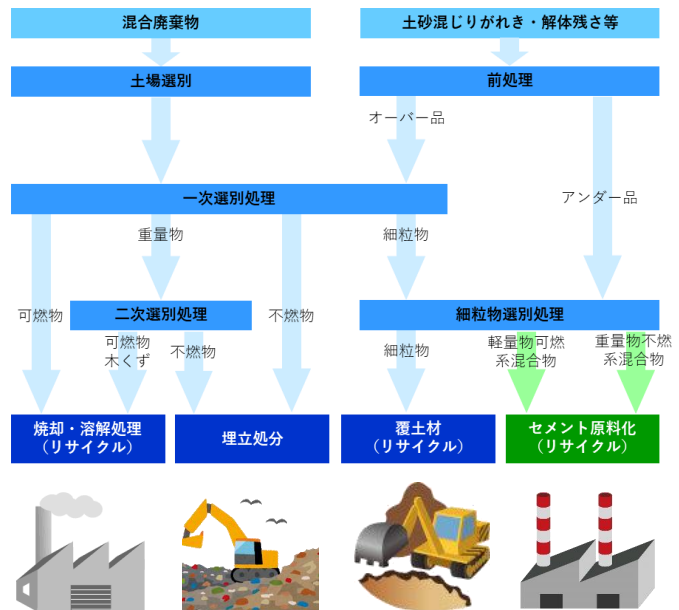 混合廃棄物
土砂混じりがれき・解体残さ等
土場選別
前処理
オーバー品
一次選別処理
アンダー品
重量物
細粒物
可燃物
二次選別処理
不燃物
細粒物選別処理
可燃物
木くず
不燃物
細粒物
軽量物可燃
系混合物
重量物不燃
系混合物
焼却・溶解処理
(リサイクル)
埋立処分
覆土材
(リサイクル)
セメント原料化
(リサイクル)